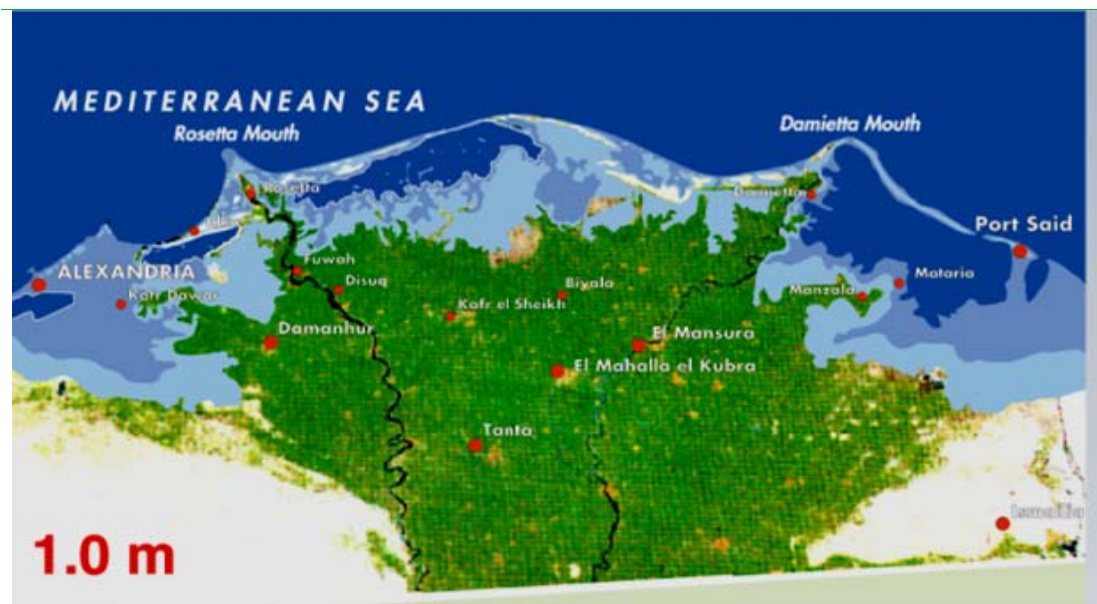 MEDITERRANEAN SEA
Rosetta Mouth
Damietta Mouth
Rosetta
Damietta
Port Said
ALEXANDRIA
Fuwah
Mataria
Kafr Dawar
Disuq
Biyala
Manzala
Kafr el Sheikh
Damanhur
El Mansura
El Mahalla el Kubra
Tanta
Ismailia
1.0 m